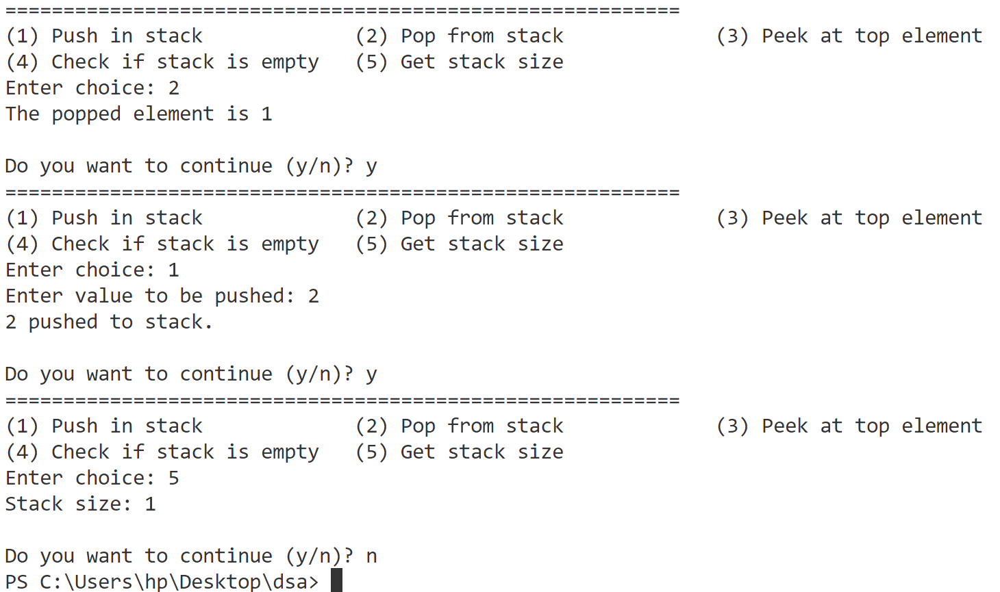 ==========================================================
(1) Push in stack             (2) Pop from stack             (3) Peek at top element
(4) Check if stack is empty   (5) Get stack size
Enter choice: 2
The popped element is 1

Do you want to continue (y/n)? y
==========================================================
(1) Push in stack             (2) Pop from stack             (3) Peek at top element
(4) Check if stack is empty   (5) Get stack size
Enter choice: 1
Enter value to be pushed: 2
2 pushed to stack.

Do you want to continue (y/n)? y
==========================================================
(1) Push in stack             (2) Pop from stack             (3) Peek at top element
(4) Check if stack is empty   (5) Get stack size
Enter choice: 5
Stack size: 1

Do you want to continue (y/n)? n
PS C:\Users\hp\Desktop\dsa>